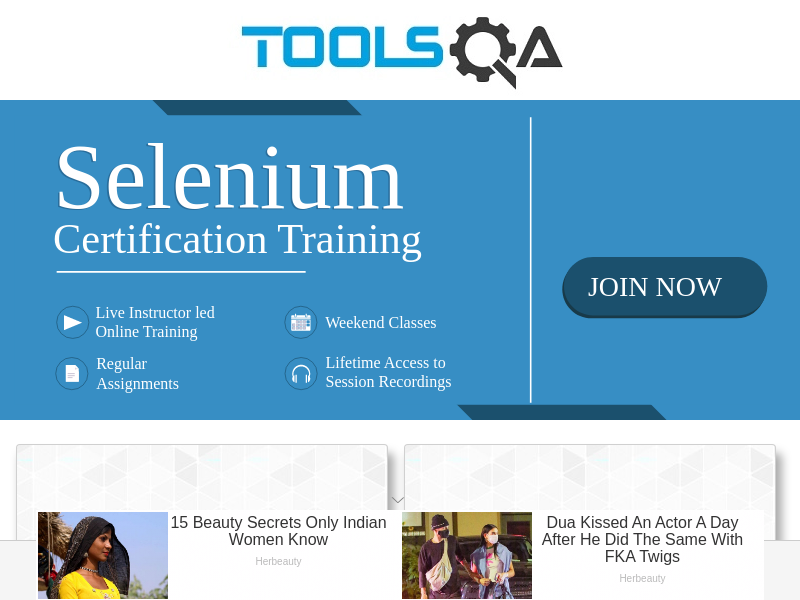 TOOLSQA
Selenium
Certification Training
JOIN NOW
Live Instructor led
Online Training
Weekend Classes
Regular
Assignments
Lifetime Access to
Session Recordings
15 Beauty Secrets Only Indian
Women Know
Herbeauty
Dua Kissed An Actor A Day
After He Did The Same With
FKA Twigs
Herbeauty